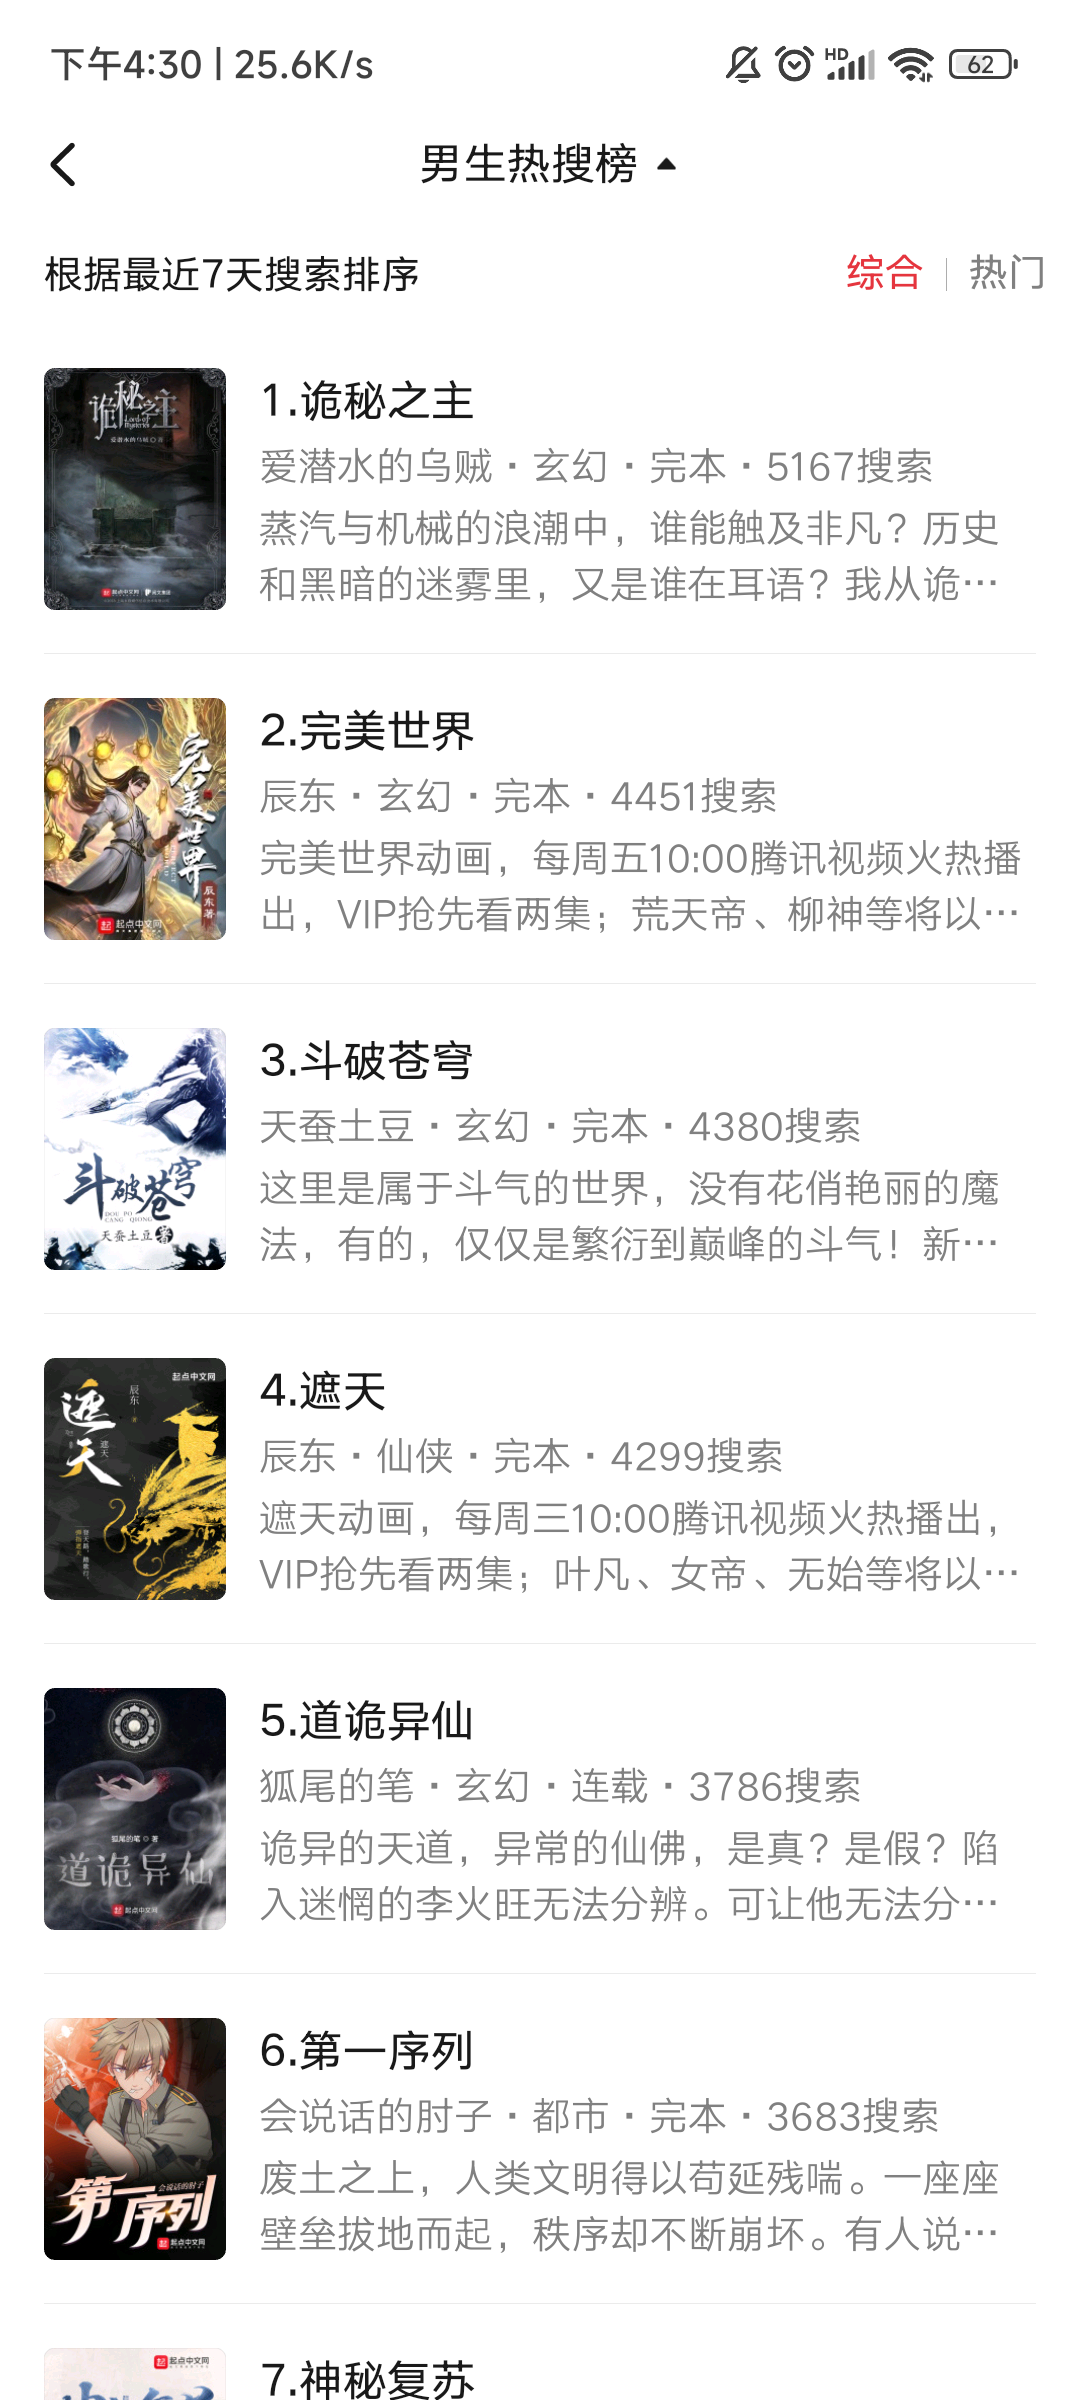 下午4:30 | 25.6K/s
HD
62
男生热搜榜
根据最近7天搜索排序
综合 | 热门
诡秘之主
Lord of Mysteries
爱潜水的乌贼 著
起点中文网
1.诡秘之主
爱潜水的乌贼·玄幻·完本·5167搜索
蒸汽与机械的浪潮中，谁能触及非凡？历史
和黑暗的迷雾里，又是谁在耳语？我从诡…
完美世界
辰东著
起点中文网
2.完美世界
辰东·玄幻·完本·4451搜索
完美世界动画，每周五10:00腾讯视频火热播
出，VIP抢先看两集；荒天帝、柳神等将以…
斗破苍穹
DOU PO
CANG QIONG
天蚕土豆 著
3.斗破苍穹
天蚕土豆·玄幻·完本·4380搜索
这里是属于斗气的世界，没有花俏艳丽的魔
法，有的，仅仅是繁衍到巅峰的斗气！新…
起点中文网
辰东
遮天
遮天
4.遮天
辰东·仙侠·完本·4299搜索
遮天动画，每周三10:00腾讯视频火热播出，
VIP抢先看两集；叶凡、女帝、无始等将以…
狐尾的笔 著
道诡异仙
起点中文网
5.道诡异仙
狐尾的笔·玄幻·连载·3786搜索
诡异的天道，异常的仙佛，是真？是假？陷
入迷惘的李火旺无法分辨。可让他无法分…
会说话的肘子
第一序列
起点中文网
6.第一序列
会说话的肘子·都市·完本·3683搜索
废土之上，人类文明得以苟延残喘。一座座
壁垒拔地而起，秩序却不断崩坏。有人说…
起点中文网
7.神秘复苏